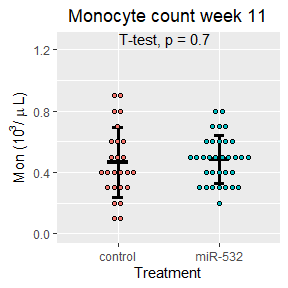 Monocyte count week 11
T-test, p = 0.7
Mon (10³/ μ L)
1.2
0.8
0.4
0.0
control miR-532
Treatment